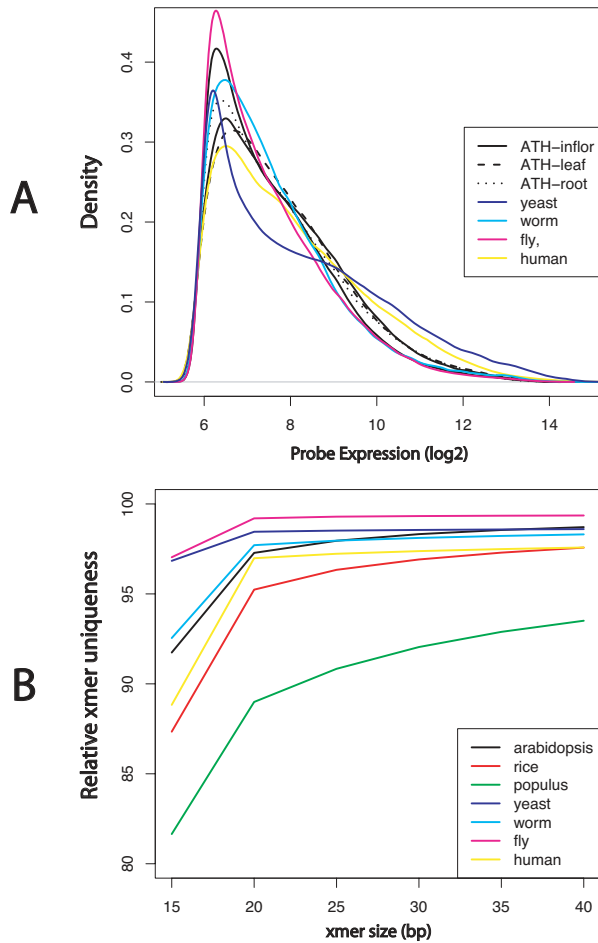 A
Density
0.0
0.1
0.2
0.3
0.4
6
8
10
12
14
Probe Expression (log2)
ATH-inflor
ATH-leaf
ATH-root
yeast
worm
fly,
human
B
Relative xmer uniqueness
80
85
90
95
100
15
20
25
30
35
40
xmer size (bp)
arabidopsis
rice
populus
yeast
worm
fly
human